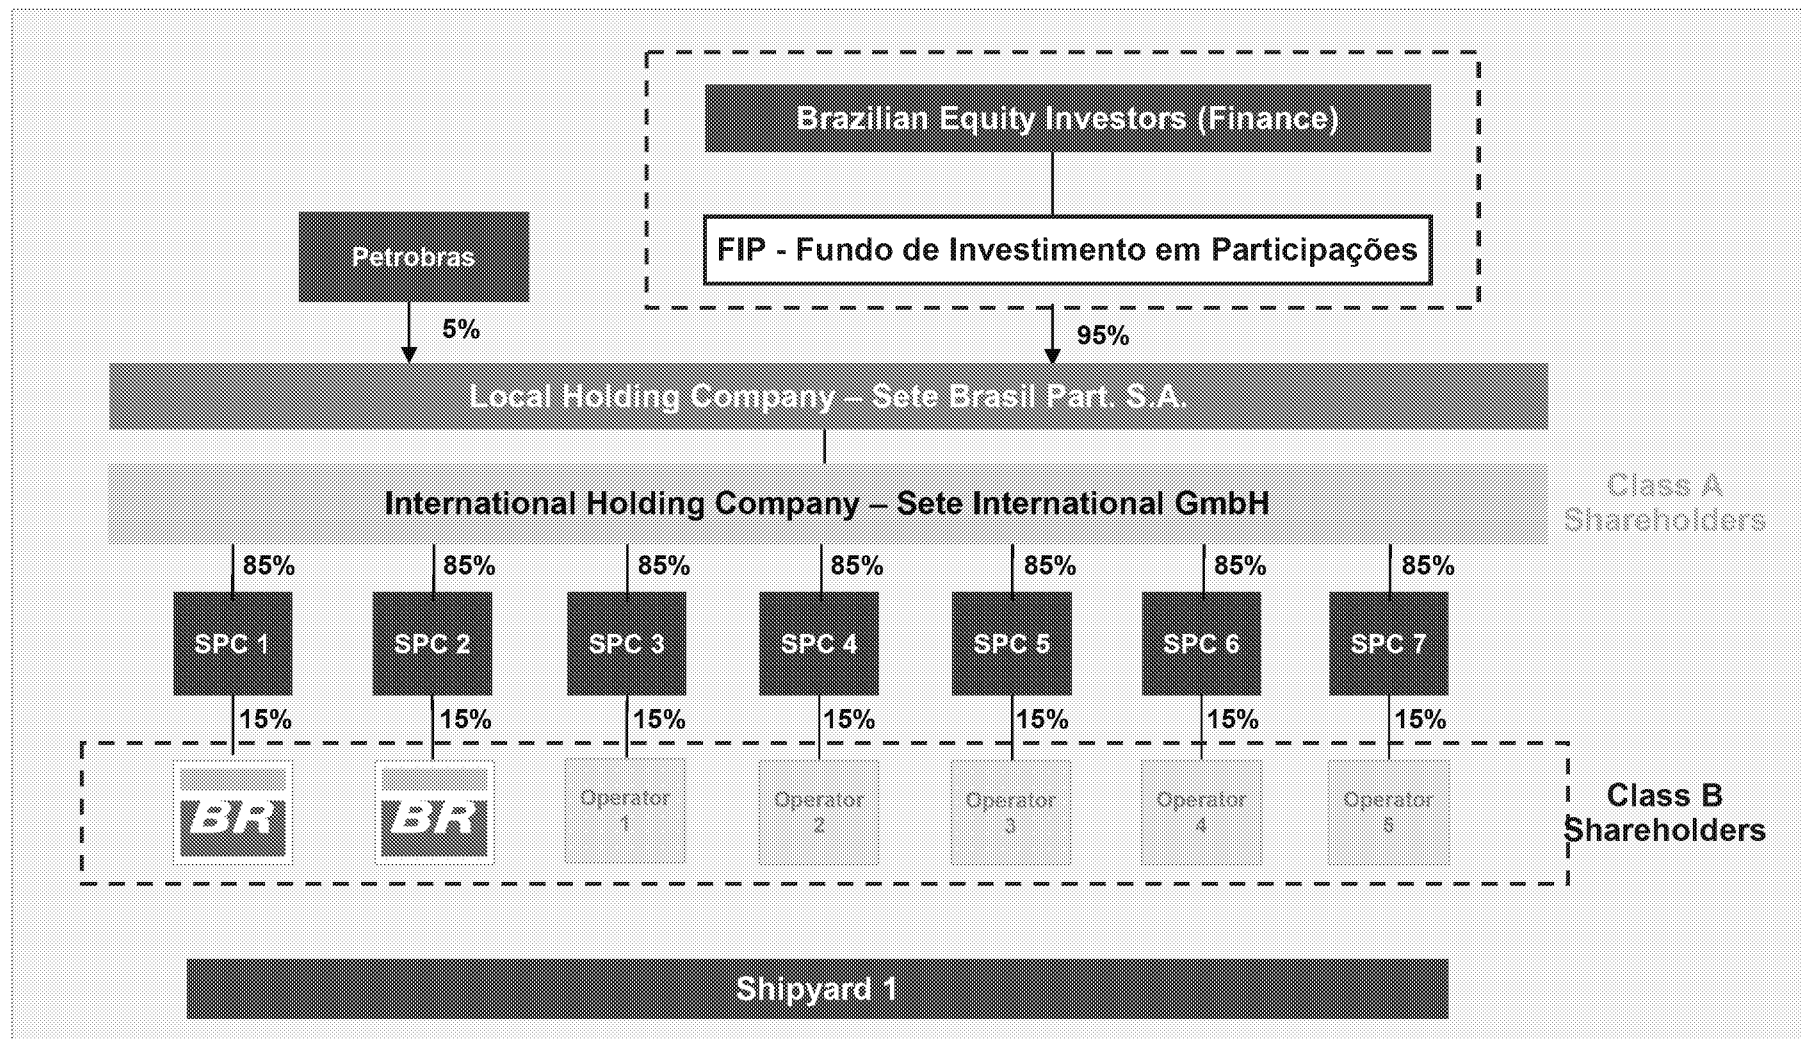 Brazilian Equity Investors (Finance)
FIP - Fundo de Investimento em Participações
Petrobras
5%
95%
Local Holding Company – Sete Brasil Part. S.A.
International Holding Company – Sete International GmbH
Class A
Shareholders
85%
85%
85%
85%
85%
85%
85%
SPC 1
SPC 2
SPC 3
SPC 4
SPC 5
SPC 6
SPC 7
15%
15%
15%
15%
15%
15%
15%
BR
BR
Operator
1
Operator
2
Operator
3
Operator
4
Operator
5
Class B
Shareholders
Shipyard 1